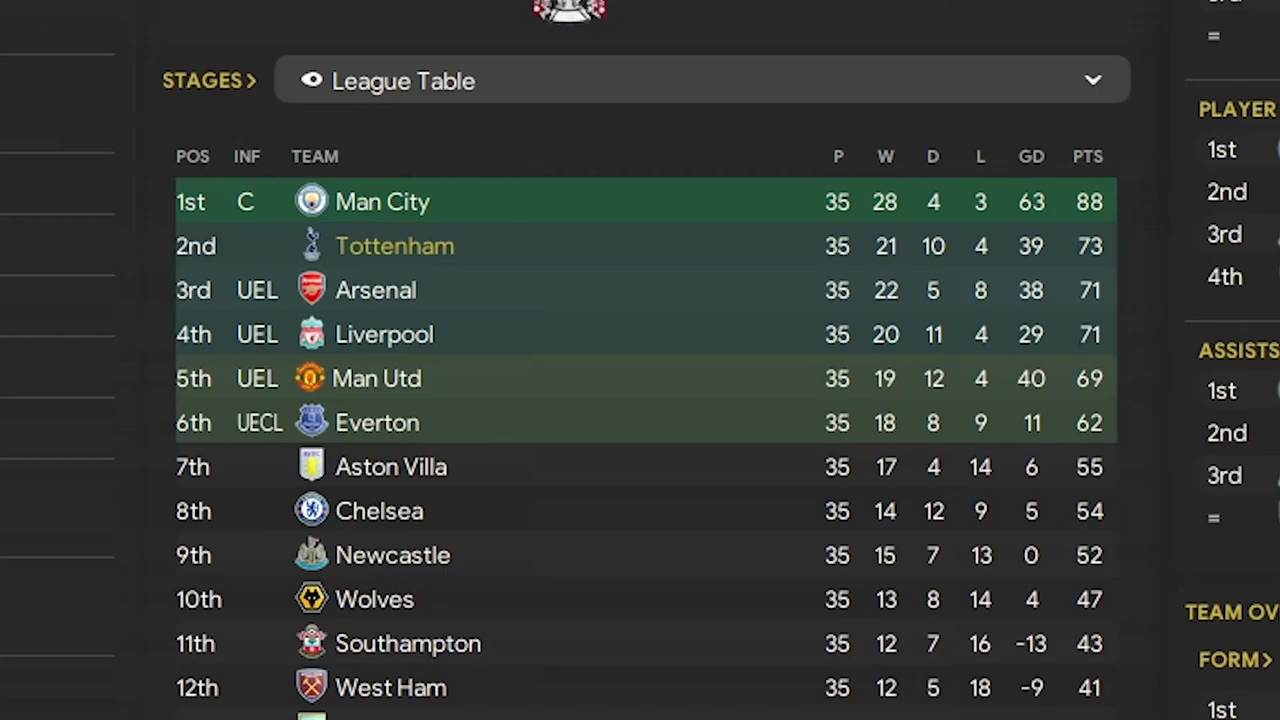 =
STAGES> League Table
PLAYER
POS INF TEAM P W D L GD PTS
1st
1st C Man City 35 28 4 3 63 88
2nd
2nd Tottenham 35 21 10 4 39 73
3rd
3rd UEL Arsenal 35 22 5 8 38 71
4th
4th UEL Liverpool 35 20 11 4 29 71
ASSISTS
5th UEL Man Utd 35 19 12 4 40 69
1st
6th UECL Everton 35 18 8 9 11 62
2nd
7th Aston Villa 35 17 4 14 6 55
3rd
8th Chelsea 35 14 12 9 5 54
=
9th Newcastle 35 15 7 13 0 52
10th Wolves 35 13 8 14 4 47
TEAM OV
11th Southampton 35 12 7 16 -13 43
FORM>
12th West Ham 35 12 5 18 -9 41
1st